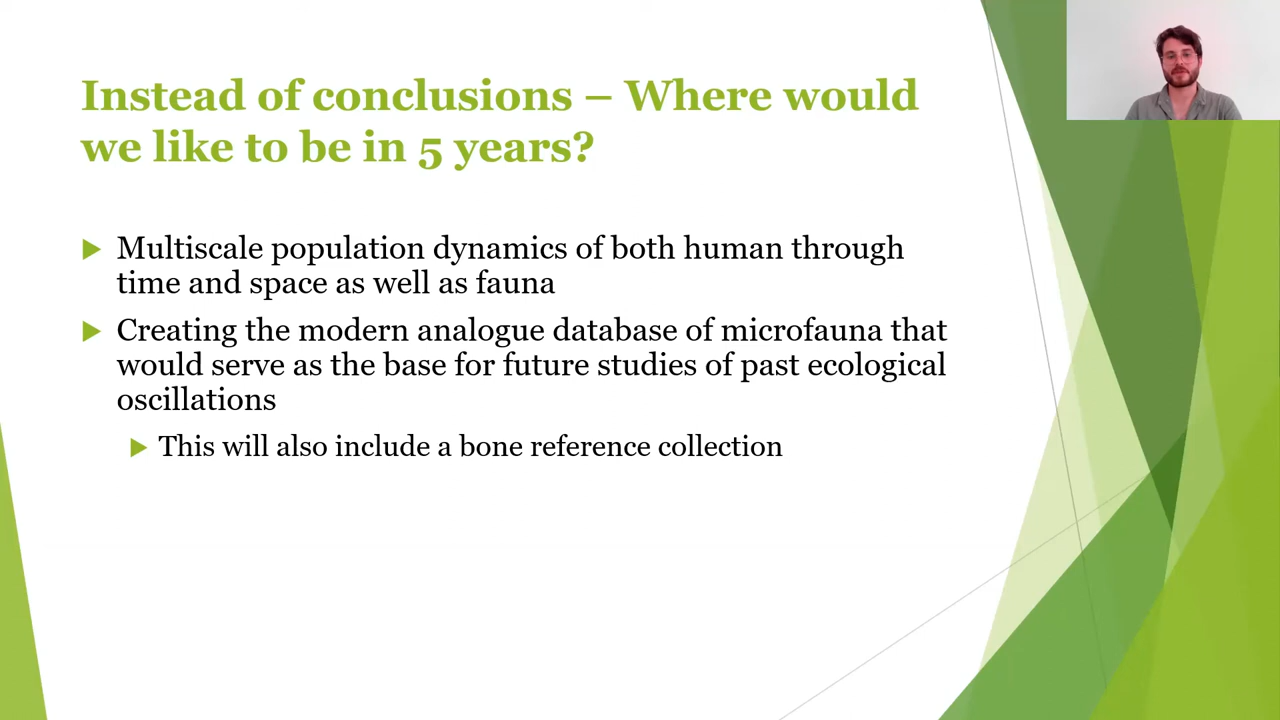 Instead of conclusions – Where would
we like to be in 5 years?
Multiscale population dynamics of both human through
time and space as well as fauna
Creating the modern analogue database of microfauna that
would serve as the base for future studies of past ecological
oscillations
This will also include a bone reference collection